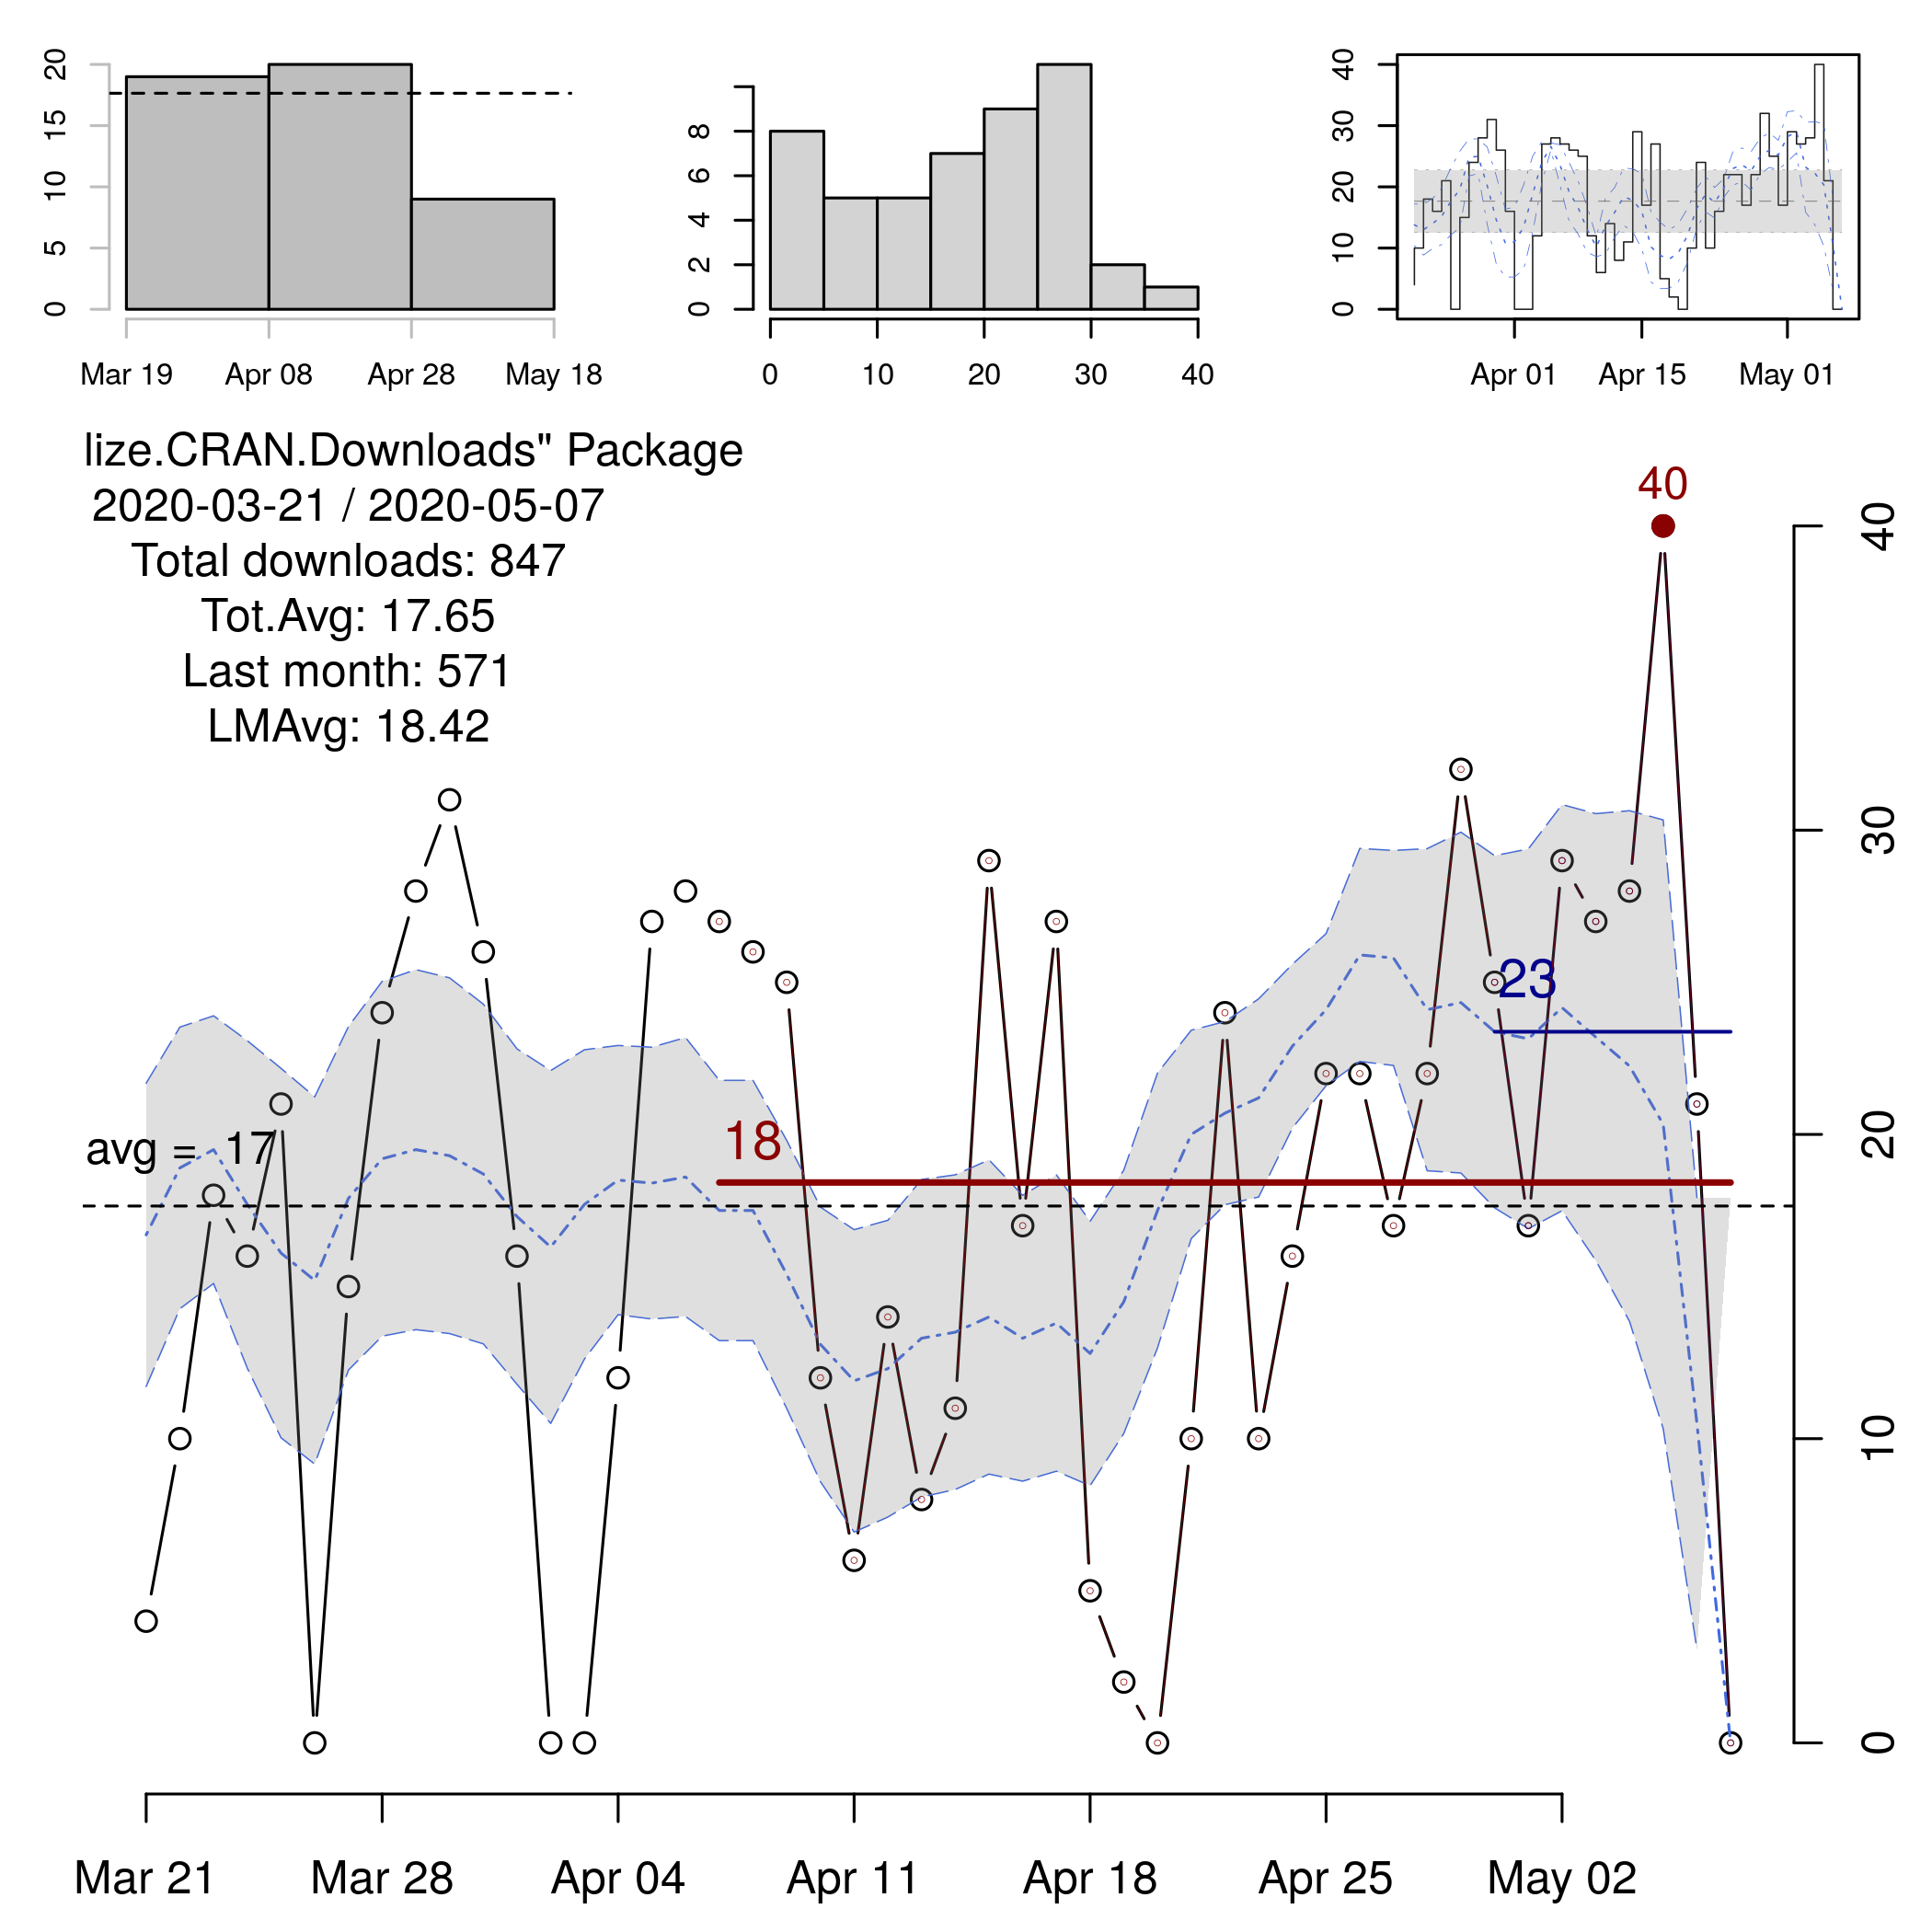 20
15
10
5
0
Mar 19 Apr 08 Apr 28 May 18
8
6
4
2
0
0 10 20 30 40
40
30
20
10
0
Apr 01 Apr 15 May 01
lize.CRAN.Downloads" Package
2020-03-21 / 2020-05-07
Total downloads: 847
Tot.Avg: 17.65
Last month: 571
LMAvg: 18.42
40
23
18
avg = 17
40
30
20
10
0
Mar 21 Mar 28 Apr 04 Apr 11 Apr 18 Apr 25 May 02